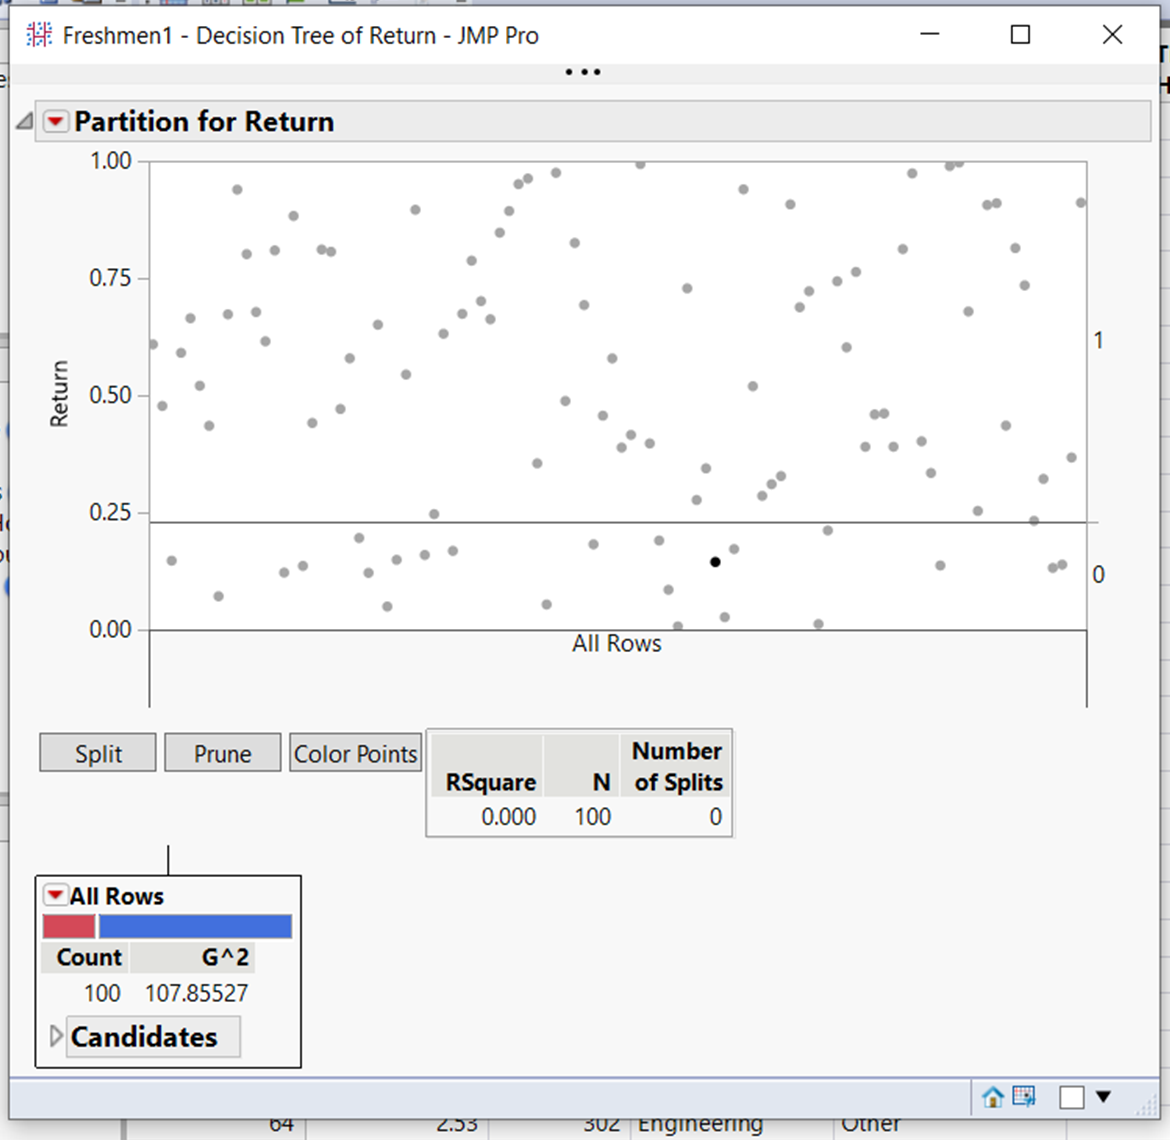 Freshmen1 - Decision Tree of Return - JMP Pro
Partition for Return
1.00
0.75
0.50
0.25
0.00
Return
1
0
All Rows
Split
Prune
Color Points
RSquare
N
Number
of Splits
0.000
100
0
All Rows
Count
G^2
100
107.85527
Candidates
64
2.53
302
Engineering
Other